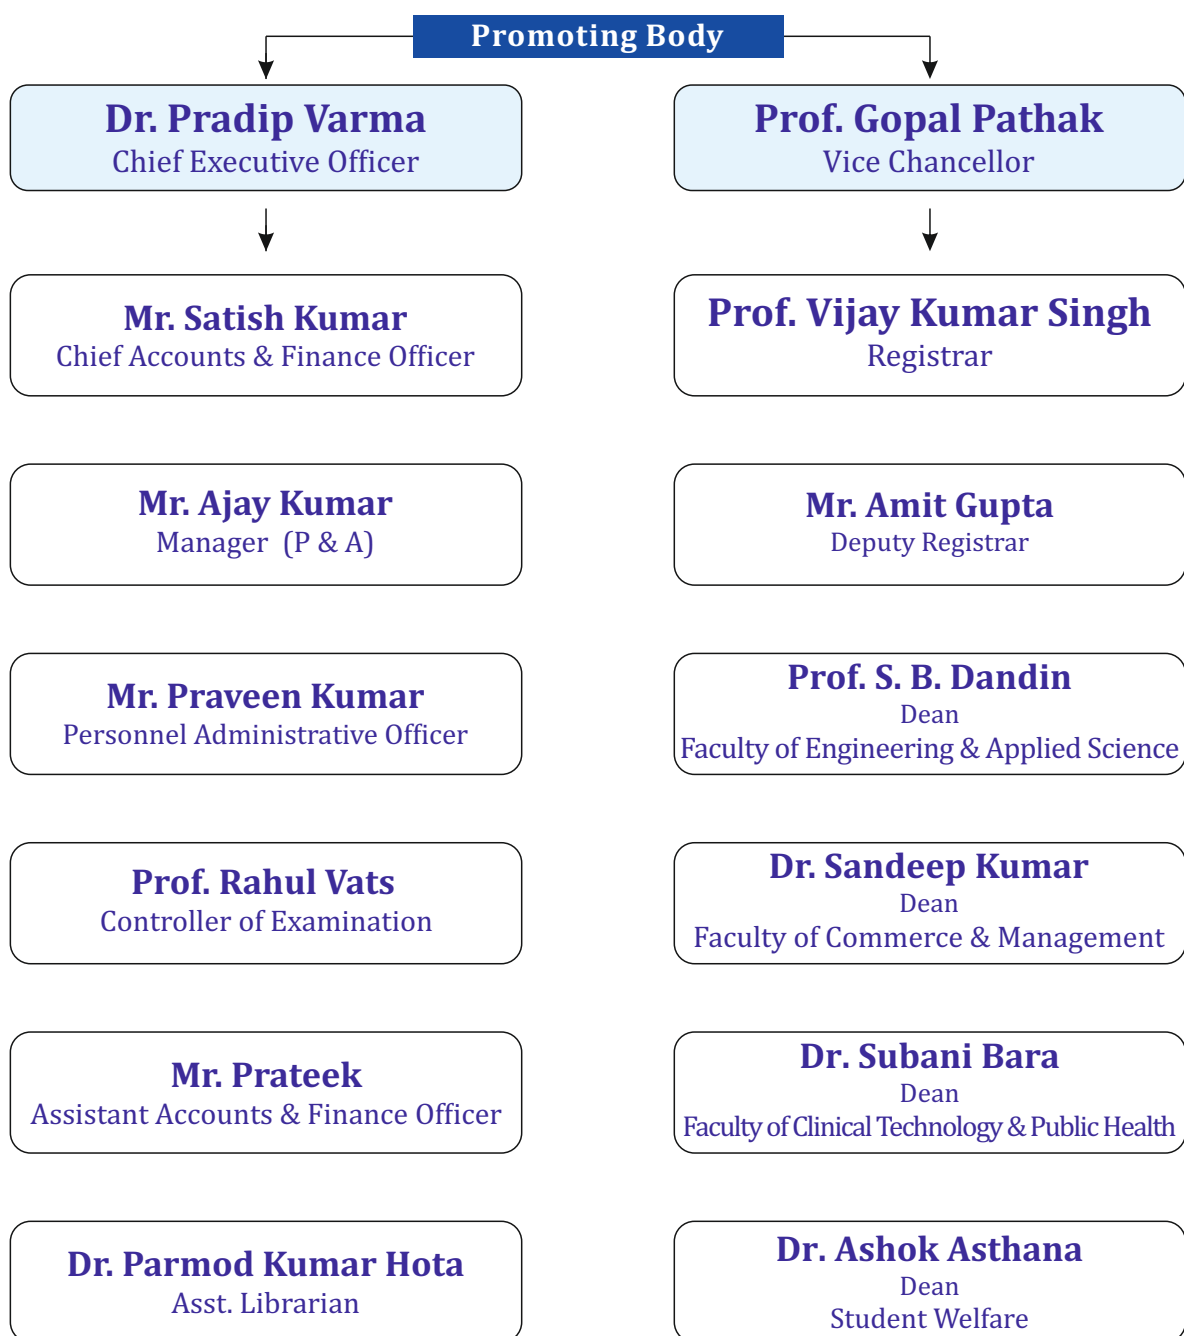 Promoting Body
Dr. Pradip Varma
Chief Executive Officer
Prof. Gopal Pathak
Vice Chancellor
Mr. Satish Kumar
Chief Accounts & Finance Officer
Prof. Vijay Kumar Singh
Registrar
Mr. Ajay Kumar
Manager (P & A)
Mr. Amit Gupta
Deputy Registrar
Mr. Praveen Kumar
Personnel Administrative Officer
Prof. S. B. Dandin
Dean
Faculty of Engineering & Applied Science
Prof. Rahul Vats
Controller of Examination
Dr. Sandeep Kumar
Dean
Faculty of Commerce & Management
Mr. Prateek
Assistant Accounts & Finance Officer
Dr. Subani Bara
Dean
Faculty of Clinical Technology & Public Health
Dr. Parmod Kumar Hota
Asst. Librarian
Dr. Ashok Asthana
Dean
Student Welfare